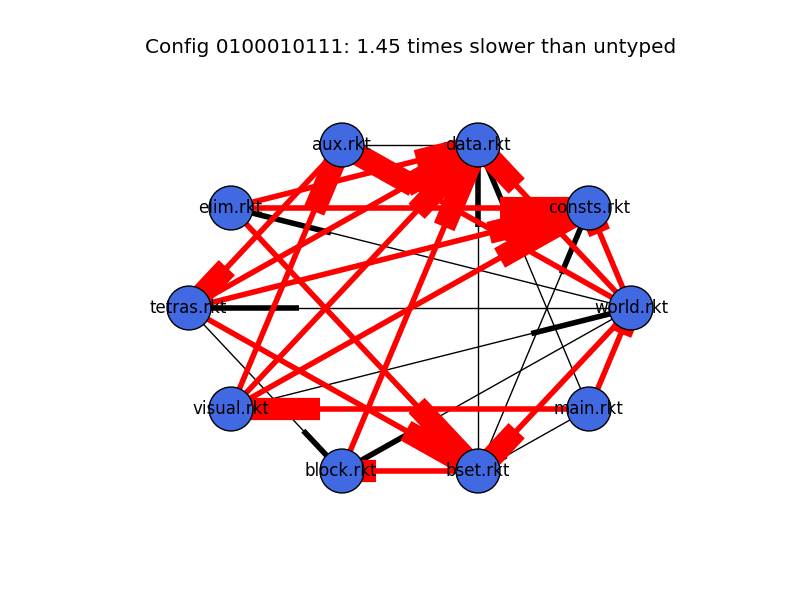 Config 0100010111: 1.45 times slower than untyped
aux.rkt
data.rkt
elim.rkt
consts.rkt
tetras.rkt
world.rkt
visual.rkt
main.rkt
block.rkt
bset.rkt